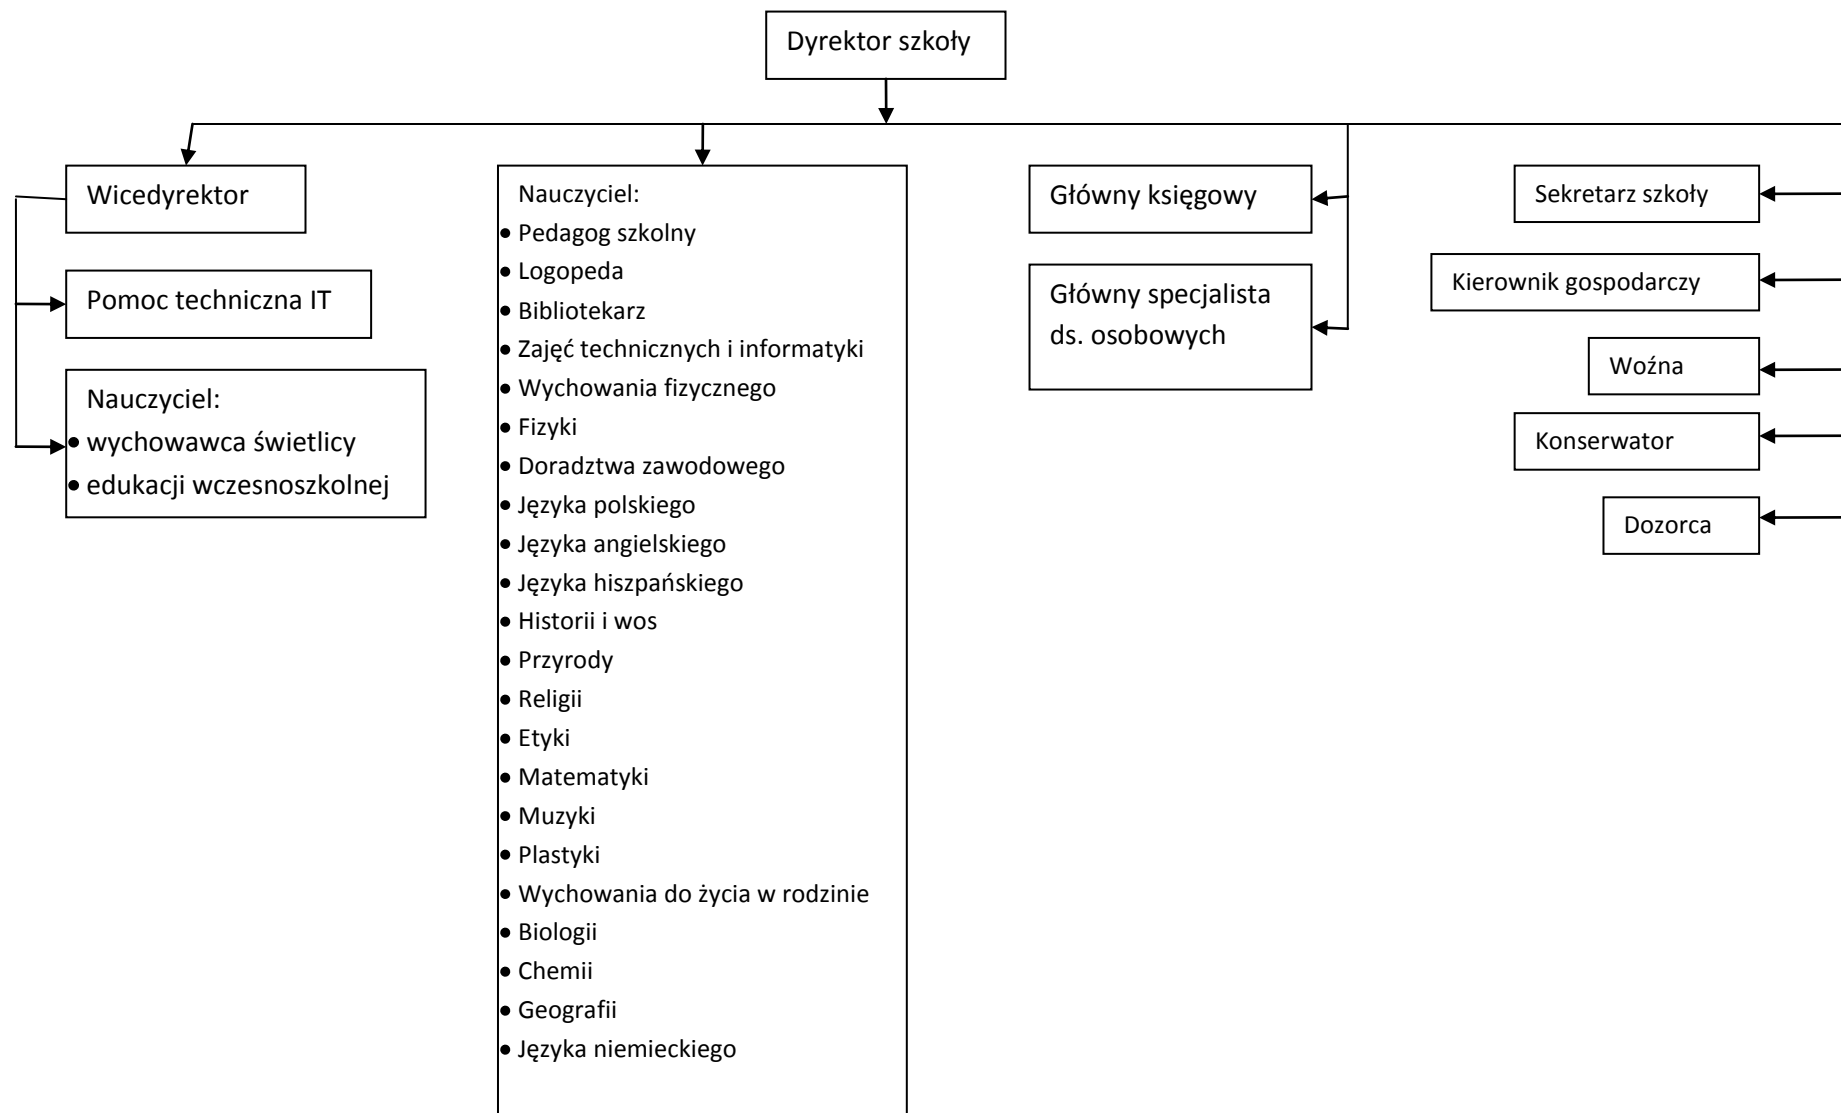 Dyrektor szkoły
Wicedyrektor
Pomoc techniczna IT
Nauczyciel:
• wychowawca świetlicy
• edukacji wczesnoszkolnej
Nauczyciel:
• Pedagog szkolny
• Logopeda
• Bibliotekarz
• Zajęć technicznych i informatyki
• Wychowania fizycznego
• Fizyki
• Doradztwa zawodowego
• Języka polskiego
• Języka angielskiego
• Języka hiszpańskiego
• Historii i wos
• Przyrody
• Religii
• Etyki
• Matematyki
• Muzyki
• Plastyki
• Wychowania do życia w rodzinie
• Biologii
• Chemii
• Geografii
• Języka niemieckiego
Główny księgowy
Główny specjalista
ds. osobowych
Sekretarz szkoły
Kierownik gospodarczy
Woźna
Konserwator
Dozorca